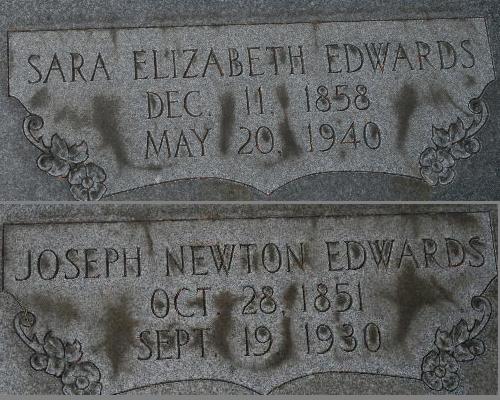 SARA ELIZABETH EDWARDS
DEC. 11. 1858
MAY 20, 1940
JOSEPH NEWTON EDWARDS
OCT. 28, 1851
SEPT. 19, 1930